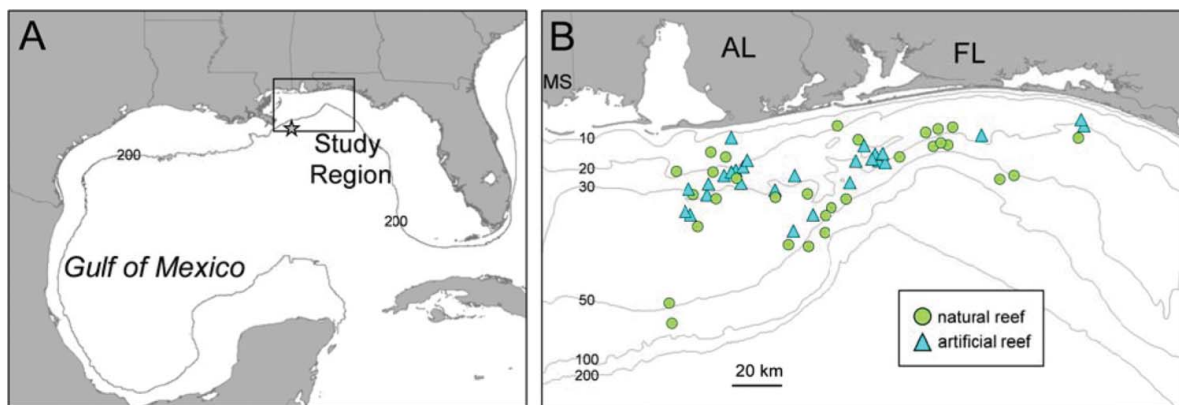 A
200
Study
Region
200
Gulf of Mexico
B
AL
FL
MS
10
20
30
50
100
200
natural reef
artificial reef
20 km